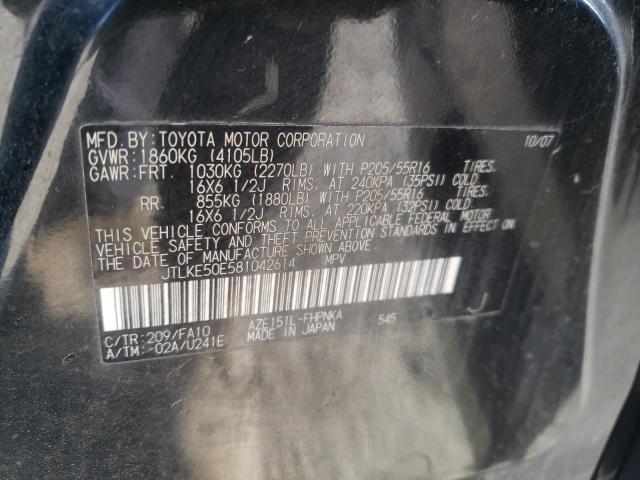 MFD. BY: TOYOTA MOTOR CORPORATION 10/07
GVWR: 1860KG (4105LB)
GAWR: FRT. 1030KG (2270LB) WITH P205/55R16 TIRES.
16X6 1/2J RIMS. AT 240KPA (35PSI) COLD
RR. 855KG (1880LB) WITH P205/55R16 TIRES.
16X6 1/2J RIMS. AT 220KPA (32PSI) COLD
THIS VEHICLE CONFORMS TO ALL APPLICABLE FEDERAL MOTOR
VEHICLE SAFETY AND THEFT PREVENTION STANDARDS IN EFFECT ON
THE DATE OF MANUFACTURE SHOWN ABOVE.
JTLKE50E581042614 MPV
C/TR: 209/FA10 AZE151L-FHPNKA 545 J
A/TM: -02A/U241E MADE IN JAPAN